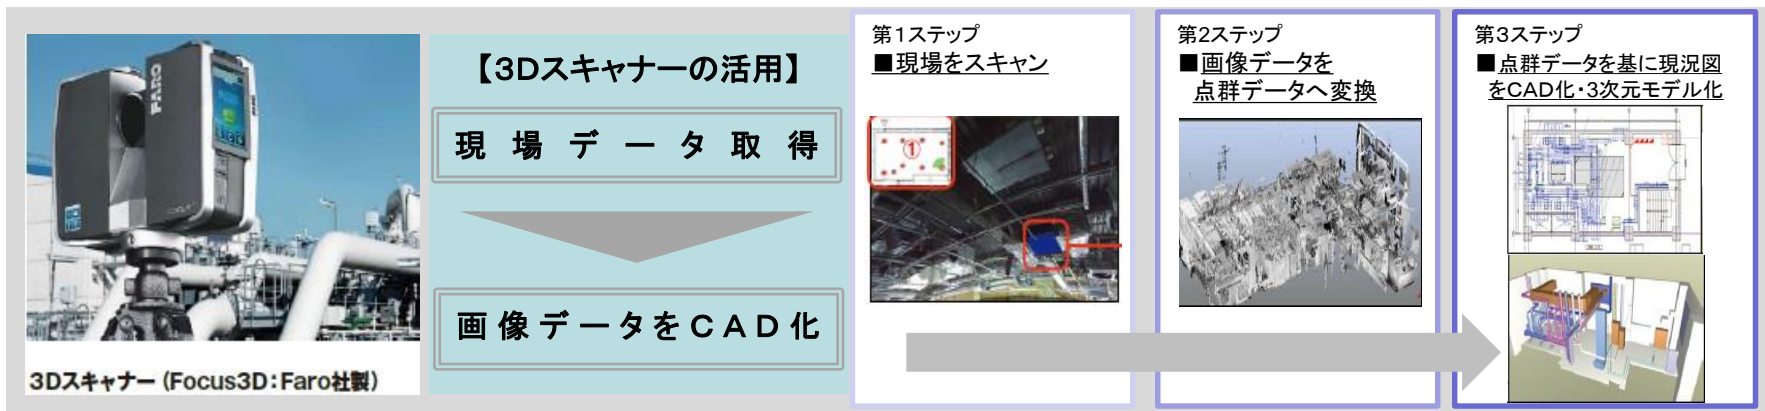 FARO
3Dスキャナー（Focus3D：Faro社製）
【3Dスキャナーの活用】
現場データ取得
画像データをCAD化
第1ステップ
■現場をスキャン
①
第2ステップ
■画像データを
点群データへ変換
第3ステップ
■点群データを基に現況図
をCAD化・3次元モデル化